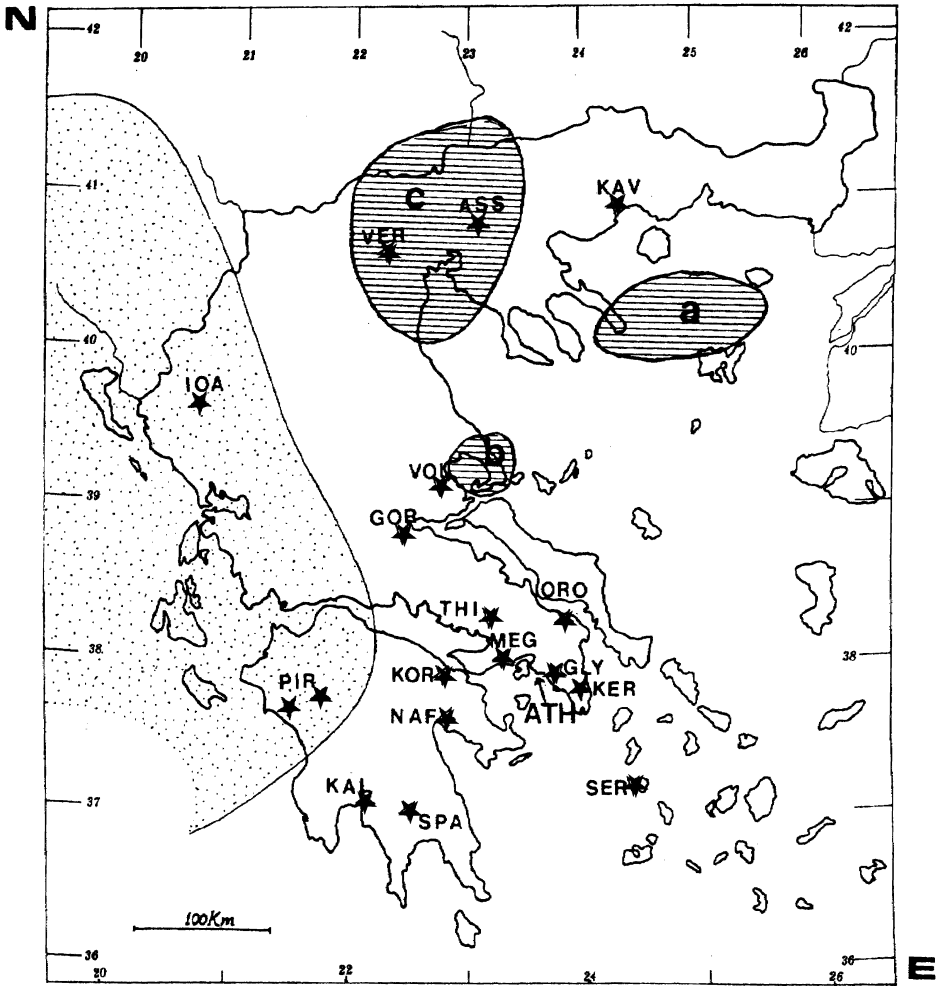 N
42
20
21
22
23
24
25
26
42
41
c
ASS
VER
KAV
a
40
40
IOA
b
VOL
39
GOR
ORO
THI
MEG
38
38
KOR
GLY
KER
PIR
NAF
ATH
SER
KAL
37
SPA
100Km
36
36
20
22
24
26
E